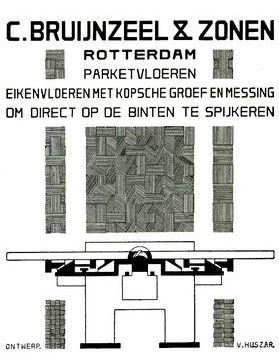 C. BRUIJNZEEL & ZONEN
ROTTERDAM
PARKETVLOEREN
EIKENVLOEREN MET KOPSCHE GROEF EN MESSING
OM DIRECT OP DE BINTEN TE SPIJKEREN
ONTWERP. V. HUSZAR.